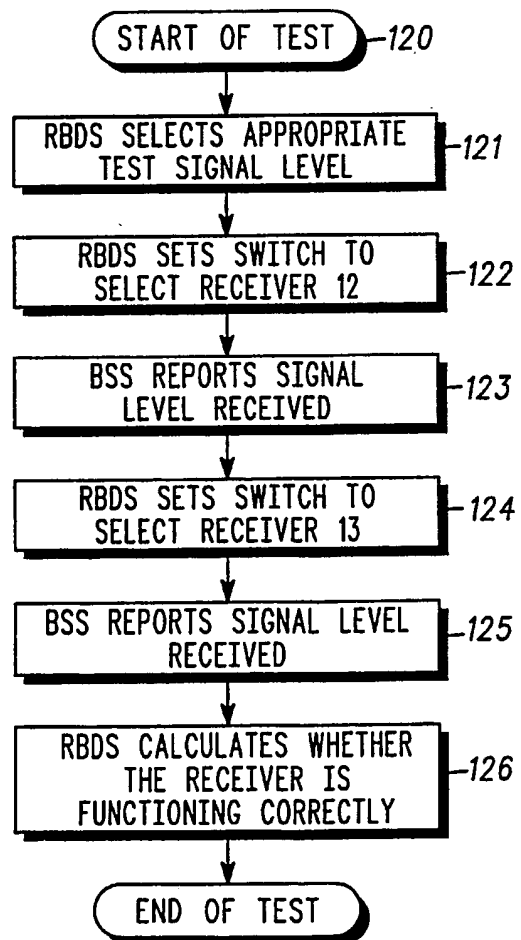 START OF TEST
120
RBDS SELECTS APPROPRIATE
TEST SIGNAL LEVEL
121
RBDS SETS SWITCH TO
SELECT RECEIVER 12
122
BSS REPORTS SIGNAL
LEVEL RECEIVED
123
RBDS SETS SWITCH TO
SELECT RECEIVER 13
124
BSS REPORTS SIGNAL LEVEL
RECEIVED
125
RBDS CALCULATES WHETHER
THE RECEIVER IS
FUNCTIONING CORRECTLY
126
END OF TEST